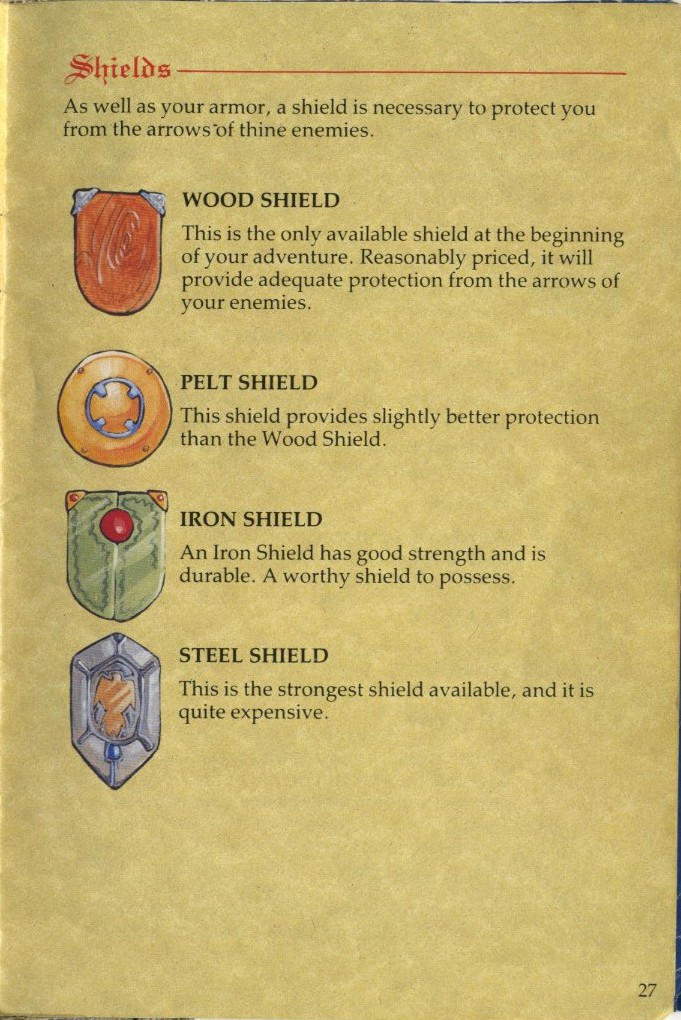 Shields
As well as your armor, a shield is necessary to protect you
from the arrows of thine enemies.
WOOD SHIELD
This is the only available shield at the beginning
of your adventure. Reasonably priced, it will
provide adequate protection from the arrows of
your enemies.
PELT SHIELD
This shield provides slightly better protection
than the Wood Shield.
IRON SHIELD
An Iron Shield has good strength and is
durable. A worthy shield to possess.
STEEL SHIELD
This is the strongest shield available, and it is
quite expensive.
27